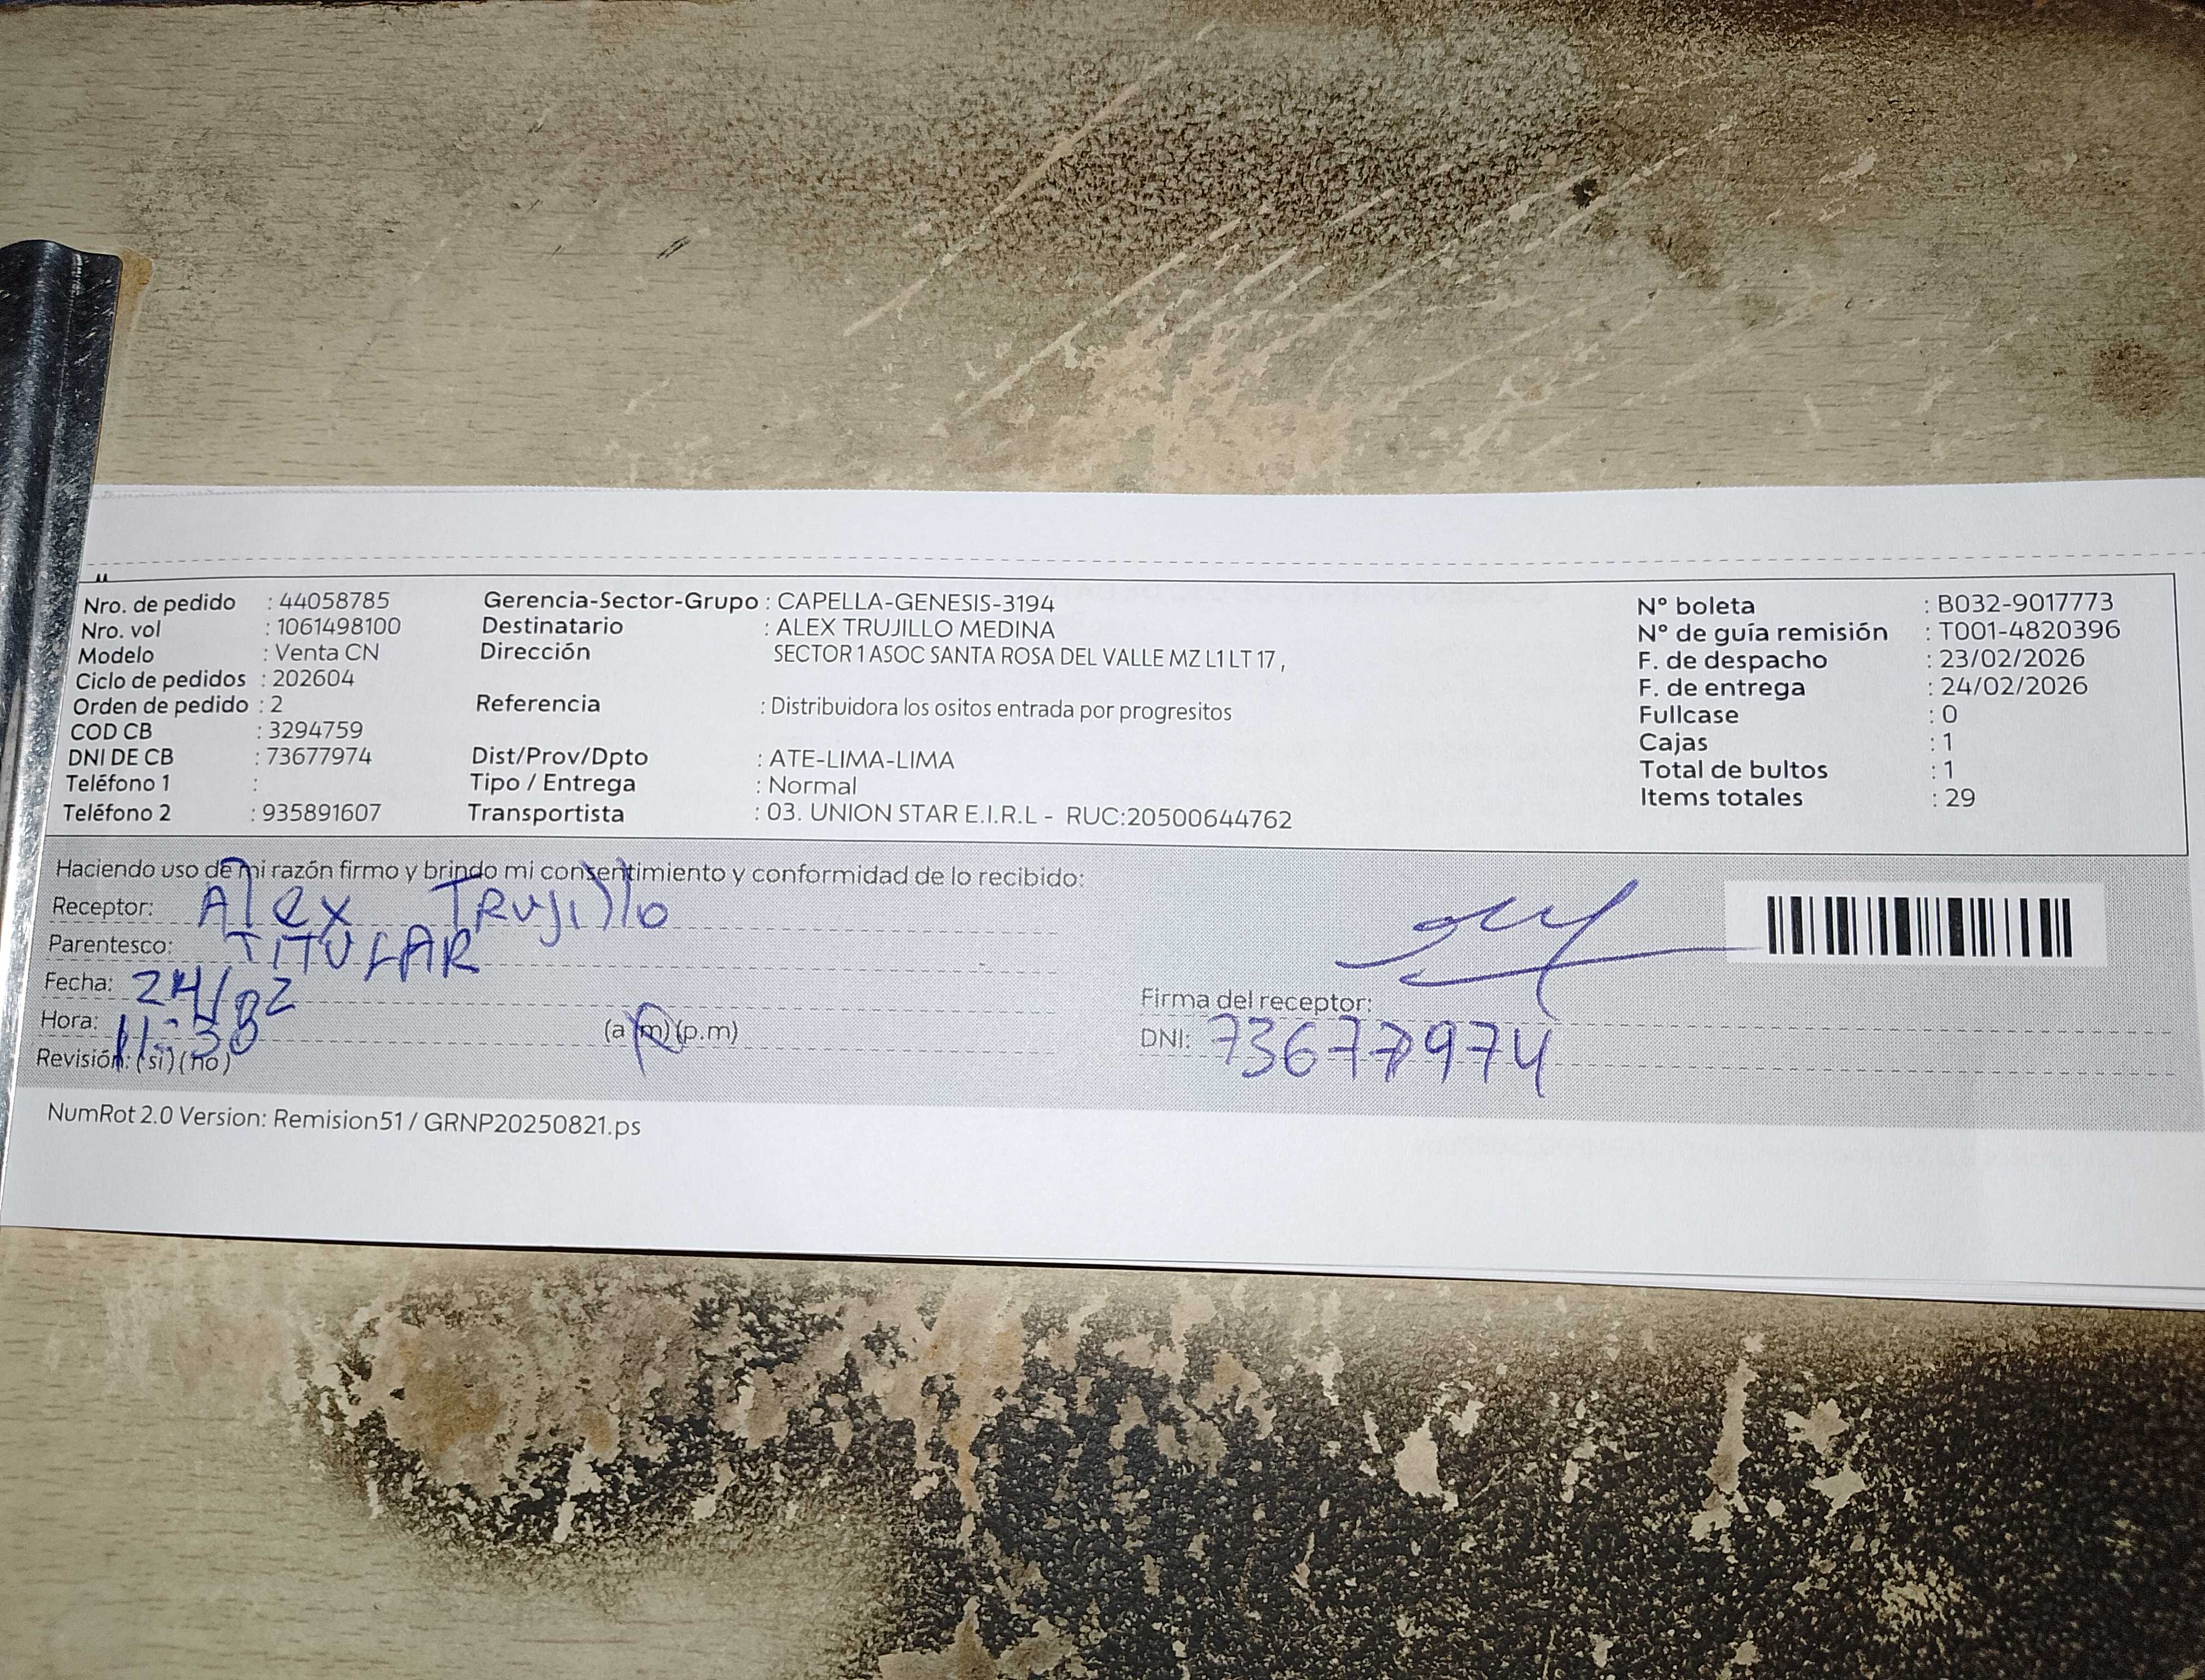 Nro. de pedido : 44058785
Nro. vol : 1061498100
Modelo : Venta CN
Ciclo de pedidos : 202604
Orden de pedido : 2
COD CB : 3294759
DNI DE CB : 73677974
Teléfono 1 :
Teléfono 2 : 935891607
Gerencia-Sector-Grupo : CAPELLA-GENESIS-3194
Destinatario : ALEX TRUJILLO MEDINA
Dirección SECTOR 1 ASOC SANTA ROSA DEL VALLE MZ L1 LT 17 ,
Referencia : Distribuidora los ositos entrada por progresitos
Dist/Prov/Dpto : ATE-LIMA-LIMA
Tipo / Entrega : Normal
Transportista : 03. UNION STAR E.I.R.L - RUC:20500644762
N° boleta : B032-9017773
N° de guía remisión : T001-4820396
F. de despacho : 23/02/2026
F. de entrega : 24/02/2026
Fullcase : 0
Cajas : 1
Total de bultos : 1
Items totales : 29
Haciendo uso de mi razón firmo y brindo mi consentimiento y conformidad de lo recibido:
Receptor: Alex Trujillo
Parentesco: TITULAR
Fecha: 24/02
Hora: 11:38 (a.m)(p.m)
Revisión: (si) (no)
Firma del receptor:
DNI: 73677974
NumRot 2.0 Version: Remision51 / GRNP20250821.ps